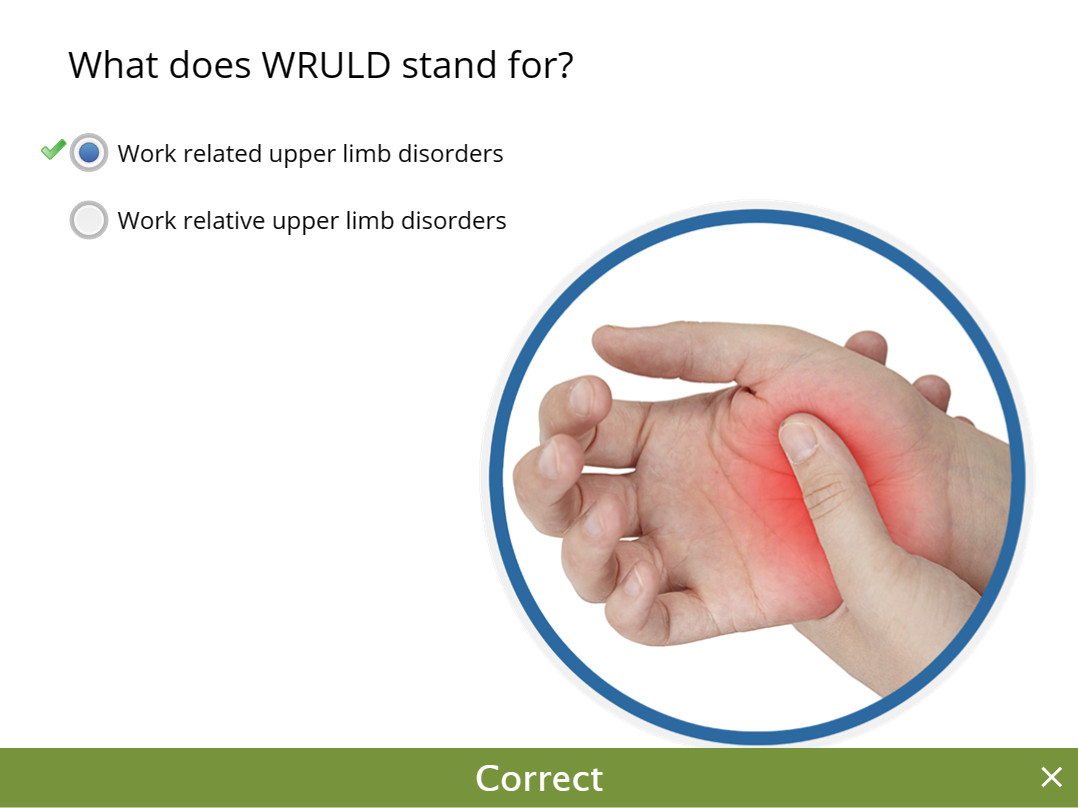 What does WRULD stand for?
Work related upper limb disorders
Work relative upper limb disorders
Correct